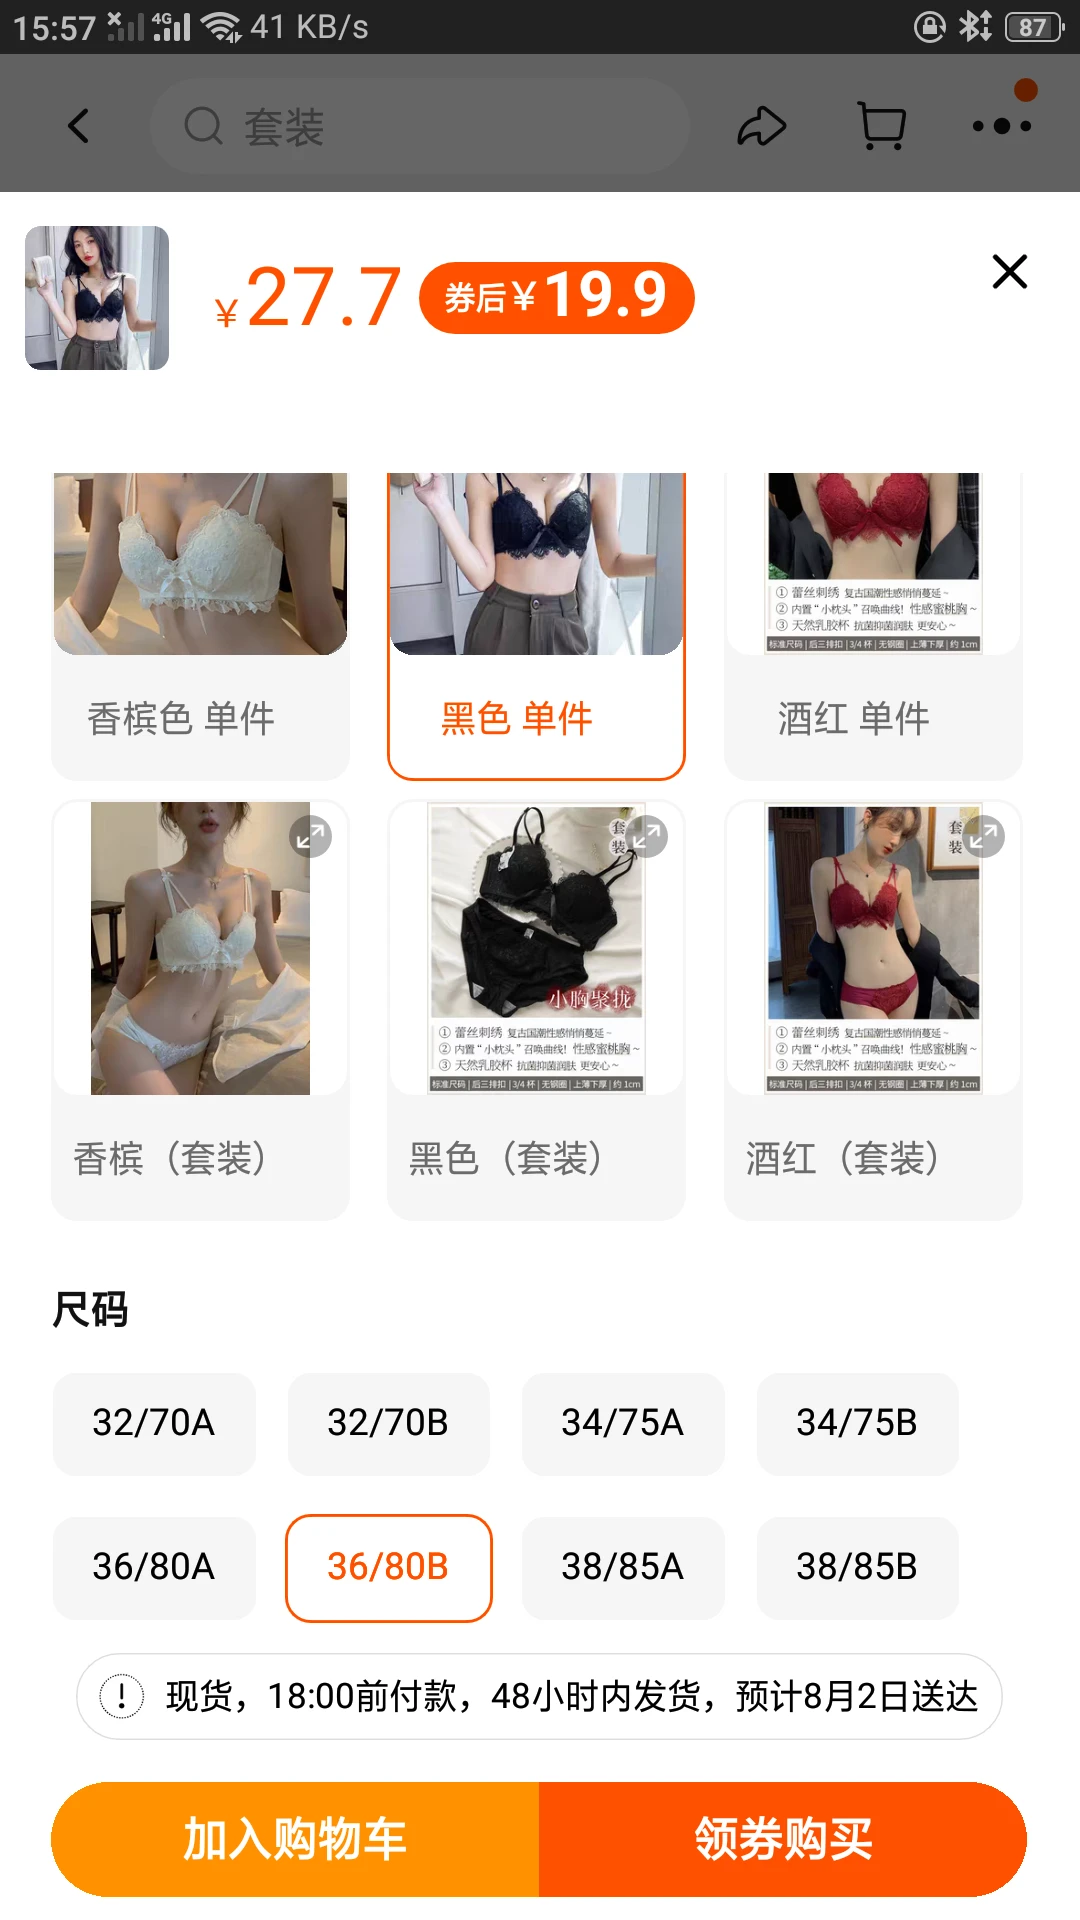 15:57 4G 41 KB/s 87
套装
¥27.7 券后¥19.9
① 蕾丝刺绣 复古国潮性感悄悄蔓延~
② 内置“小枕头”召唤曲线！性感蜜桃胸~
③ 天然乳胶杯 抗菌抑菌润肤 更安心~
标准尺码|后三排扣|3/4杯|无钢圈|上薄下厚|约1cm
香槟色 单件
黑色 单件
酒红 单件
套装
小胸聚拢
① 蕾丝刺绣 复古国潮性感悄悄蔓延~
② 内置“小枕头”召唤曲线！性感蜜桃胸~
③ 天然乳胶杯 抗菌抑菌润肤 更安心~
标准尺码|后三排扣|3/4杯|无钢圈|上薄下厚|约1cm
套装
① 蕾丝刺绣 复古国潮性感悄悄蔓延~
② 内置“小枕头”召唤曲线！性感蜜桃胸~
③ 天然乳胶杯 抗菌抑菌润肤 更安心~
标准尺码|后三排扣|3/4杯|无钢圈|上薄下厚|约1cm
香槟（套装）
黑色（套装）
酒红（套装）
尺码
32/70A 32/70B 34/75A 34/75B
36/80A 36/80B 38/85A 38/85B
现货，18:00前付款，48小时内发货，预计8月2日送达
加入购物车 领券购买